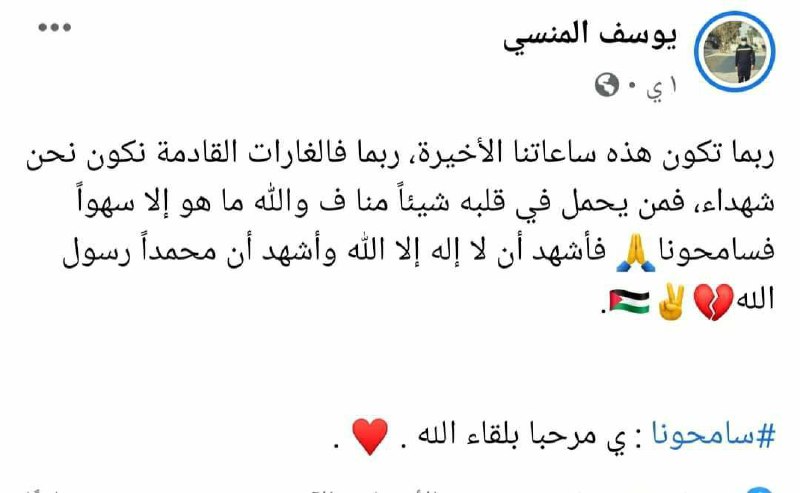 يوسف المنسي
١ ي
ربما تكون هذه ساعاتنا الأخيرة، ربما فالغارات القادمة نكون نحن
شهداء، فمن يحمل في قلبه شيئاً منا ف والله ما هو إلا سهواً
فسامحونا🙏 فأشهد أن لا إله إلا الله وأشهد أن محمداً رسول
الله💔✌️🇵🇸.
#سامحونا : ي مرحبا بلقاء الله . ♥️ .